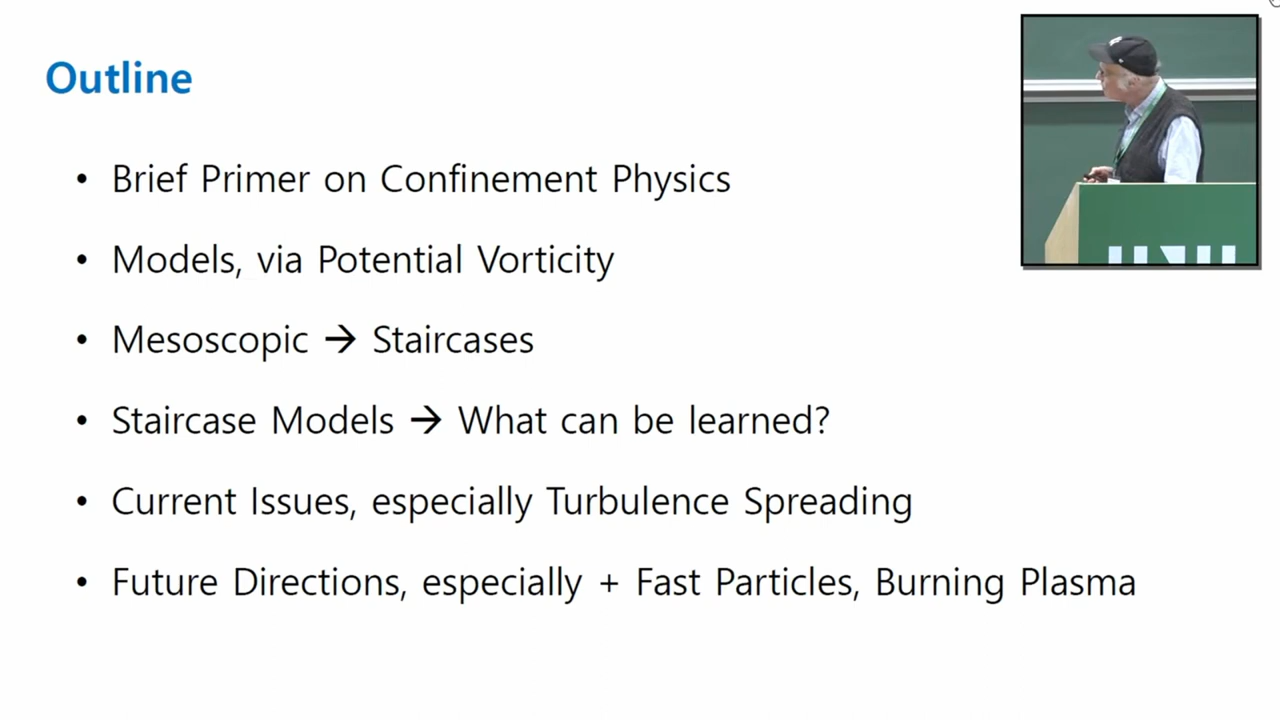 Outline
• Brief Primer on Confinement Physics
• Models, via Potential Vorticity
• Mesoscopic → Staircases
• Staircase Models → What can be learned?
• Current Issues, especially Turbulence Spreading
• Future Directions, especially + Fast Particles, Burning Plasma